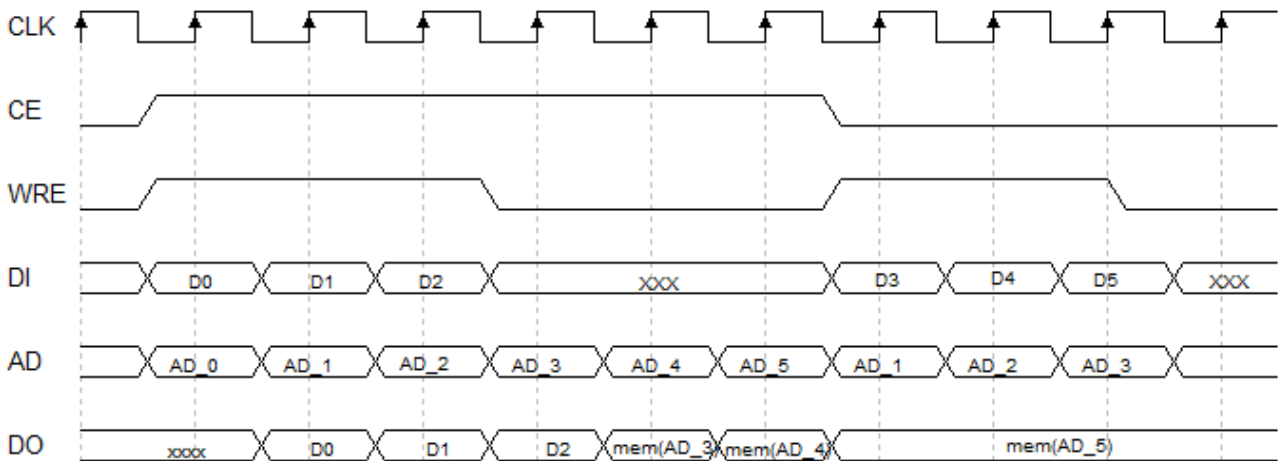 CLK
CE
WRE
DI D0 D1 D2 XXX D3 D4 D5 XXX
AD AD_0 AD_1 AD_2 AD_3 AD_4 AD_5 AD_1 AD_2 AD_3
DO xxxx D0 D1 D2 mem(AD_3) mem(AD_4) mem(AD_5)